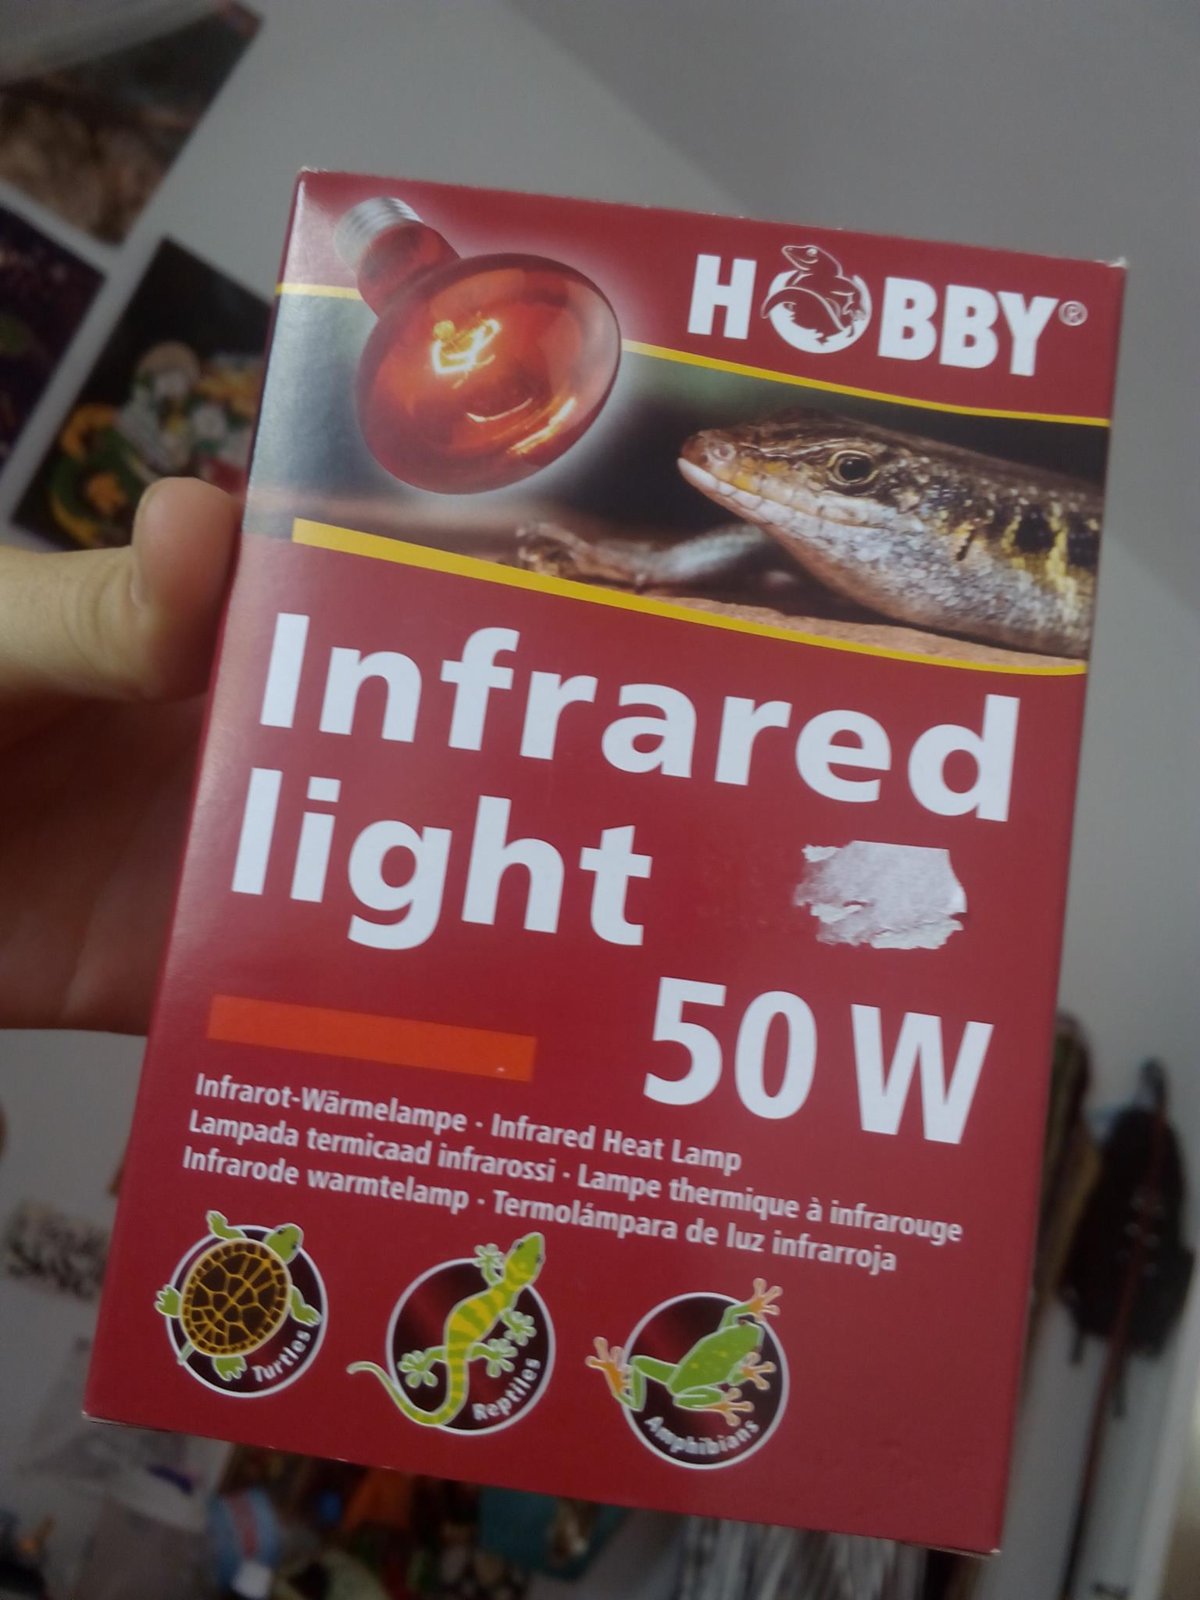 HOBBY®
Infrared
light
50 W
Infrarot-Wärmelampe · Infrared Heat Lamp
Lampada termicaad infrarossi · Lampe thermique à infrarouge
Infrarode warmtelamp · Termolámpara de luz infrarroja
Turtles
Reptiles
Amphibians